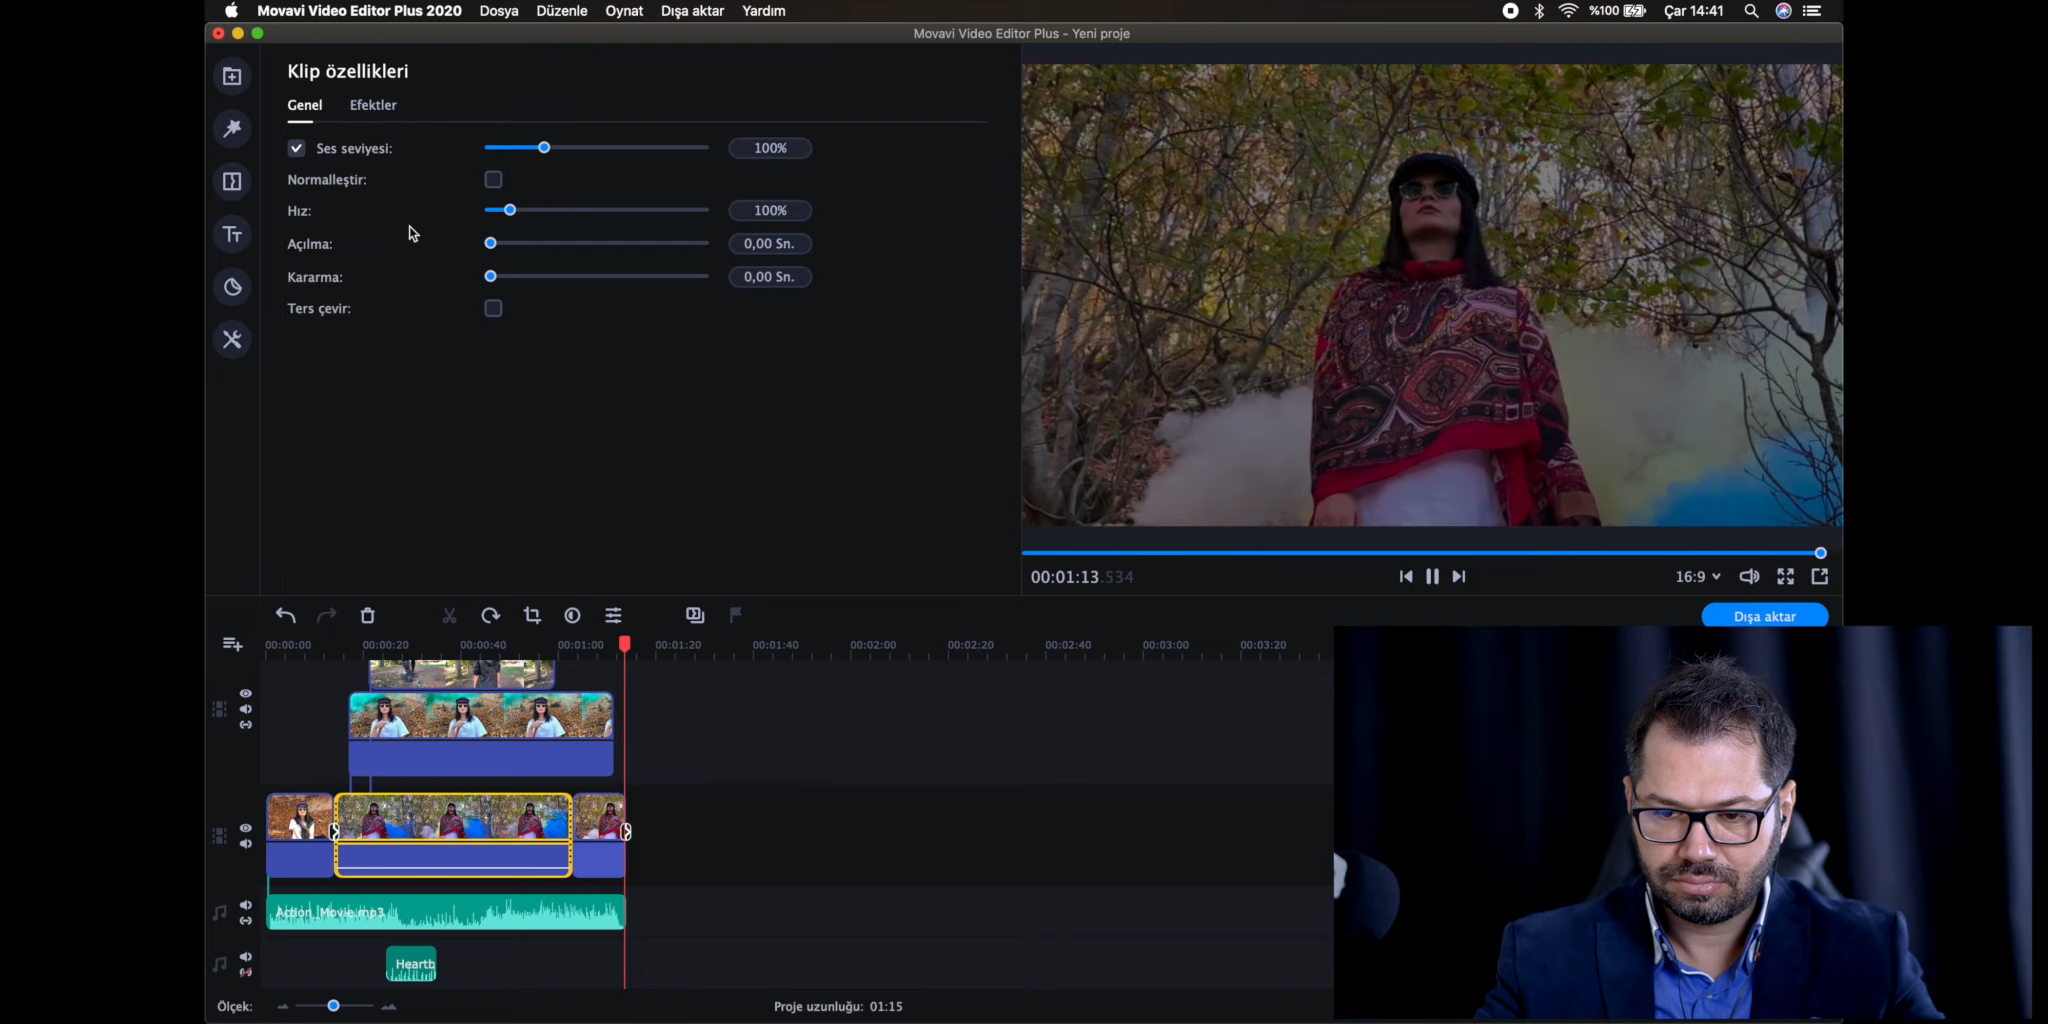 Movavi Video Editor Plus 2020 Dosya Düzenle Oynat Dışa aktar Yardım %100 Çar 14:41
Movavi Video Editor Plus - Yeni proje
Klip özellikleri
Genel Efektler
Ses seviyesi: 100%
Normalleştir:
Hız: 100%
Açılma: 0,00 Sn.
Kararma: 0,00 Sn.
Ters çevir:
00:01:13.534 16:9
Dışa aktar
00:00:00 00:00:20 00:00:40 00:01:00 00:01:20 00:01:40 00:02:00 00:02:20 00:02:40 00:03:00 00:03:20
Action_Movie.mp3
Hearth
Ölçek: Proje uzunluğu: 01:15